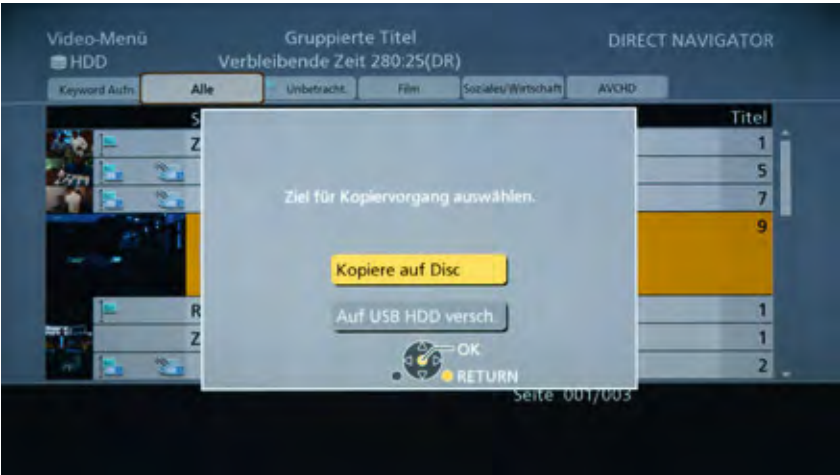 Video-Menü
Gruppierte Titel
DIRECT NAVIGATOR
HDD
Verbleibende Zeit 280:25(DR)
Keyword Aufn.
Alle
Unbetracht.
Film
Soziales/Wirtschaft
AVCHD
S
Titel
Z
1
5
7
9
Ziel für Kopiervorgang auswählen.
Kopiere auf Disc
Auf USB HDD versch.
R
1
Z
1
2
OK
RETURN
Seite 001/003